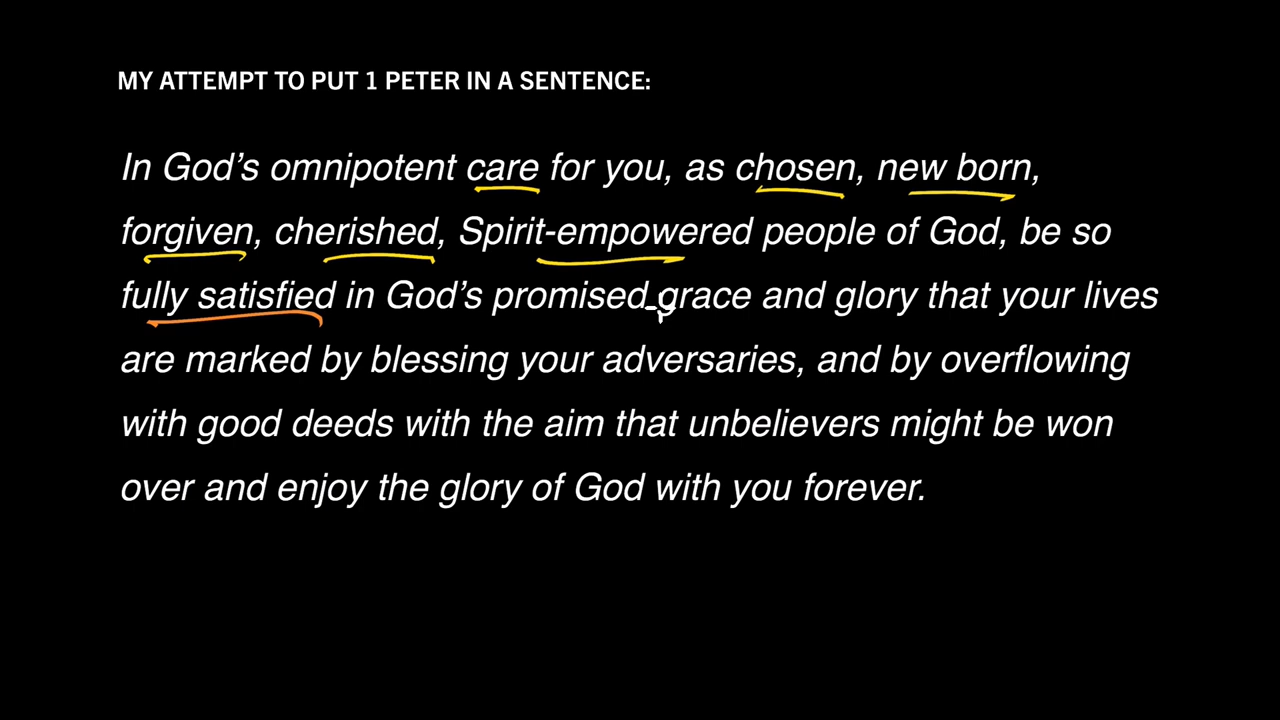 MY ATTEMPT TO PUT 1 PETER IN A SENTENCE:
In God’s omnipotent care for you, as chosen, new born,
forgiven, cherished, Spirit-empowered people of God, be so
fully satisfied in God’s promised grace and glory that your lives
are marked by blessing your adversaries, and by overflowing
with good deeds with the aim that unbelievers might be won
over and enjoy the glory of God with you forever.